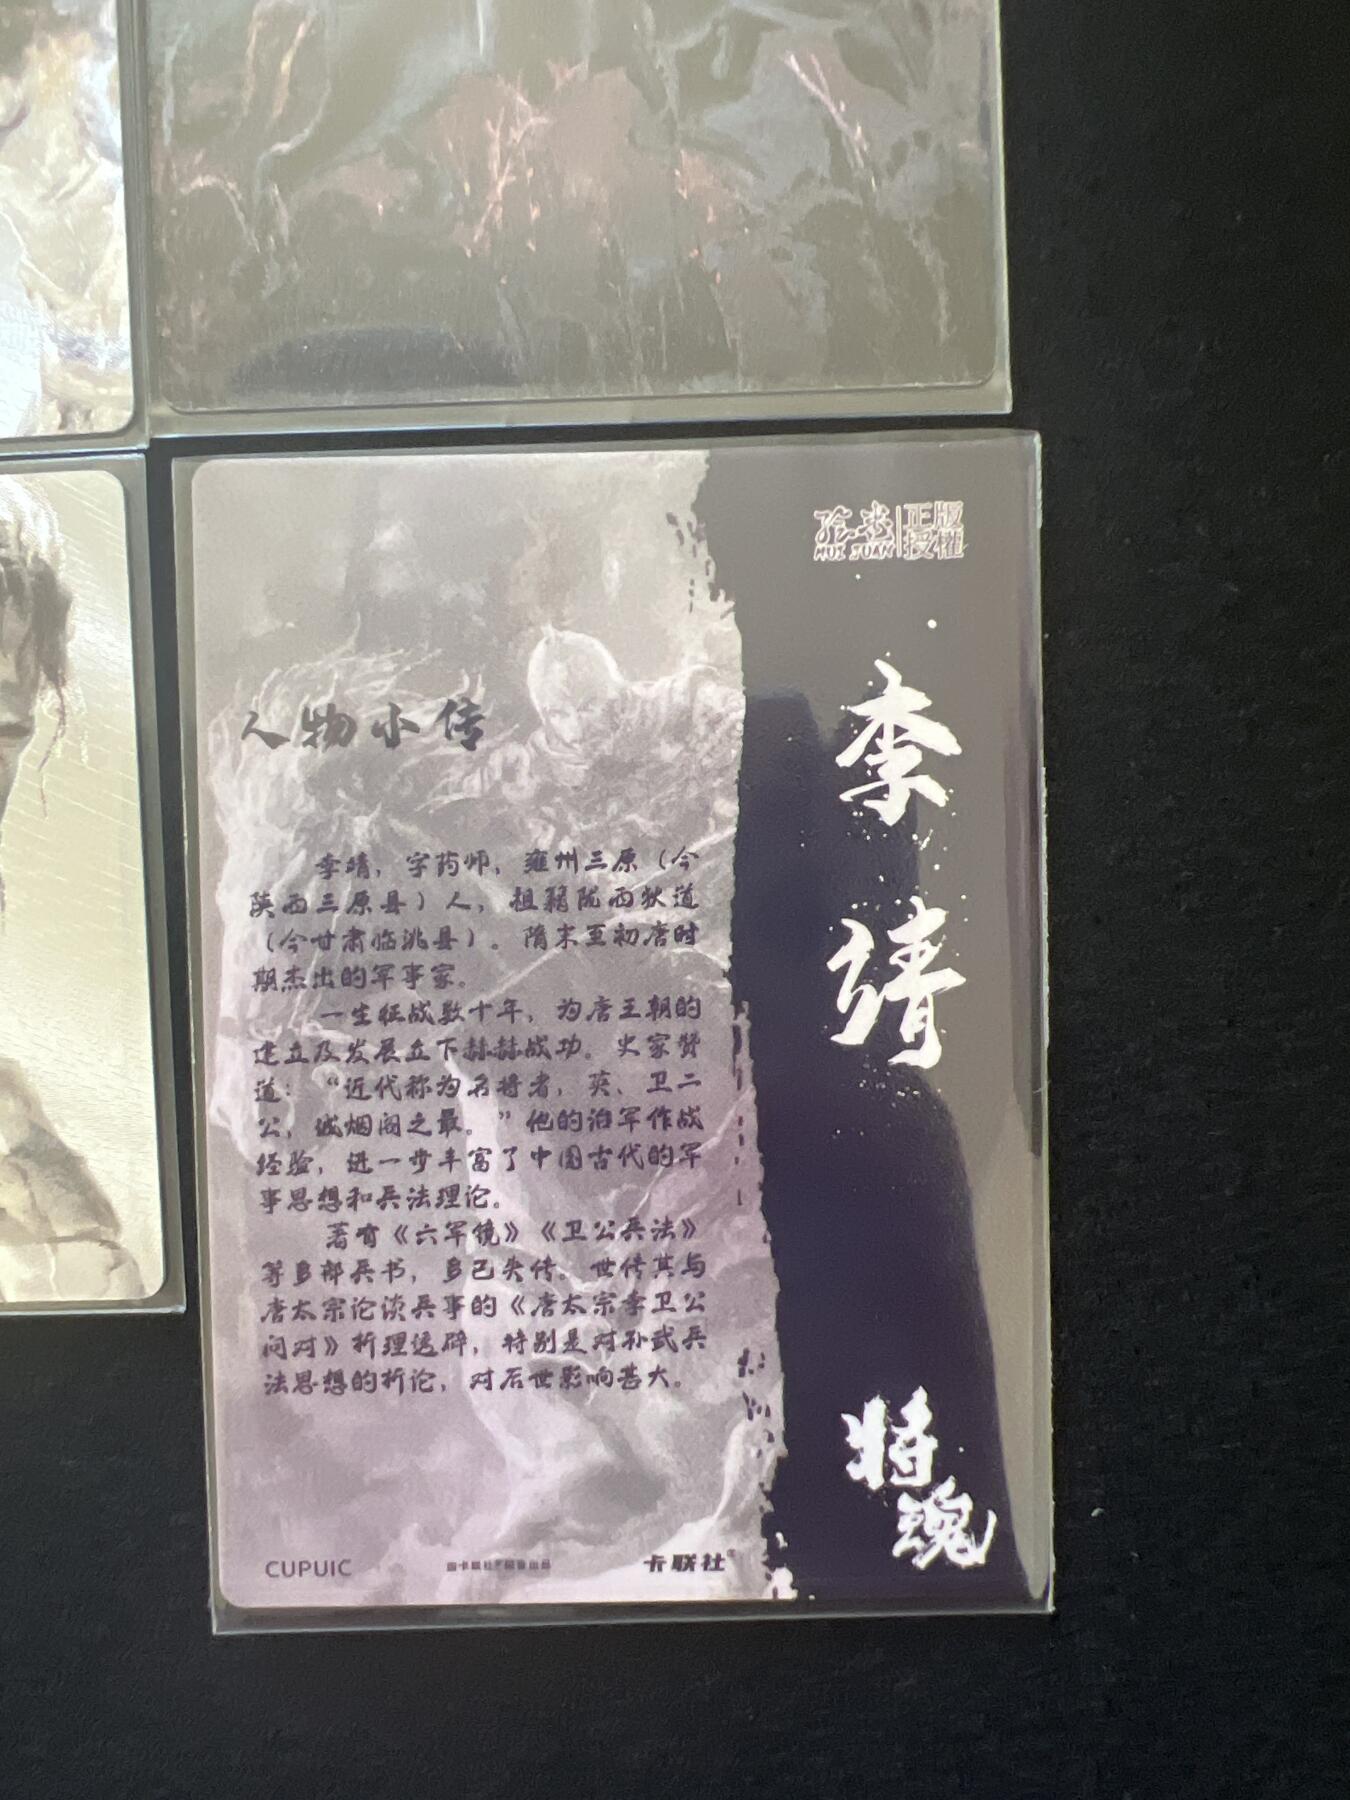 绘卷
HUI JUAN
正版
授權
李靖
人物小传
李靖，字药师，雍州三原（今
陕西三原县）人，祖籍陇西狄道
（今甘肃临洮县）。隋末至初唐时
期杰出的军事家。
一生征战数十年，为唐王朝的
建立及发展立下赫赫战功。史家赞
道：“近代称为名将者，英、卫二
公，诚烟阁之最。”他的治军作战
经验，进一步丰富了中国古代的军
事思想和兵法理论。
著有《六军镜》《卫公兵法》
等多部兵书，多已失传。世传其与
唐太宗论谈兵事的《唐太宗李卫公
问对》析理透辟，特别是对孙武兵
法思想的析论，对后世影响甚大。
将魂
CUPUIC
卡联社